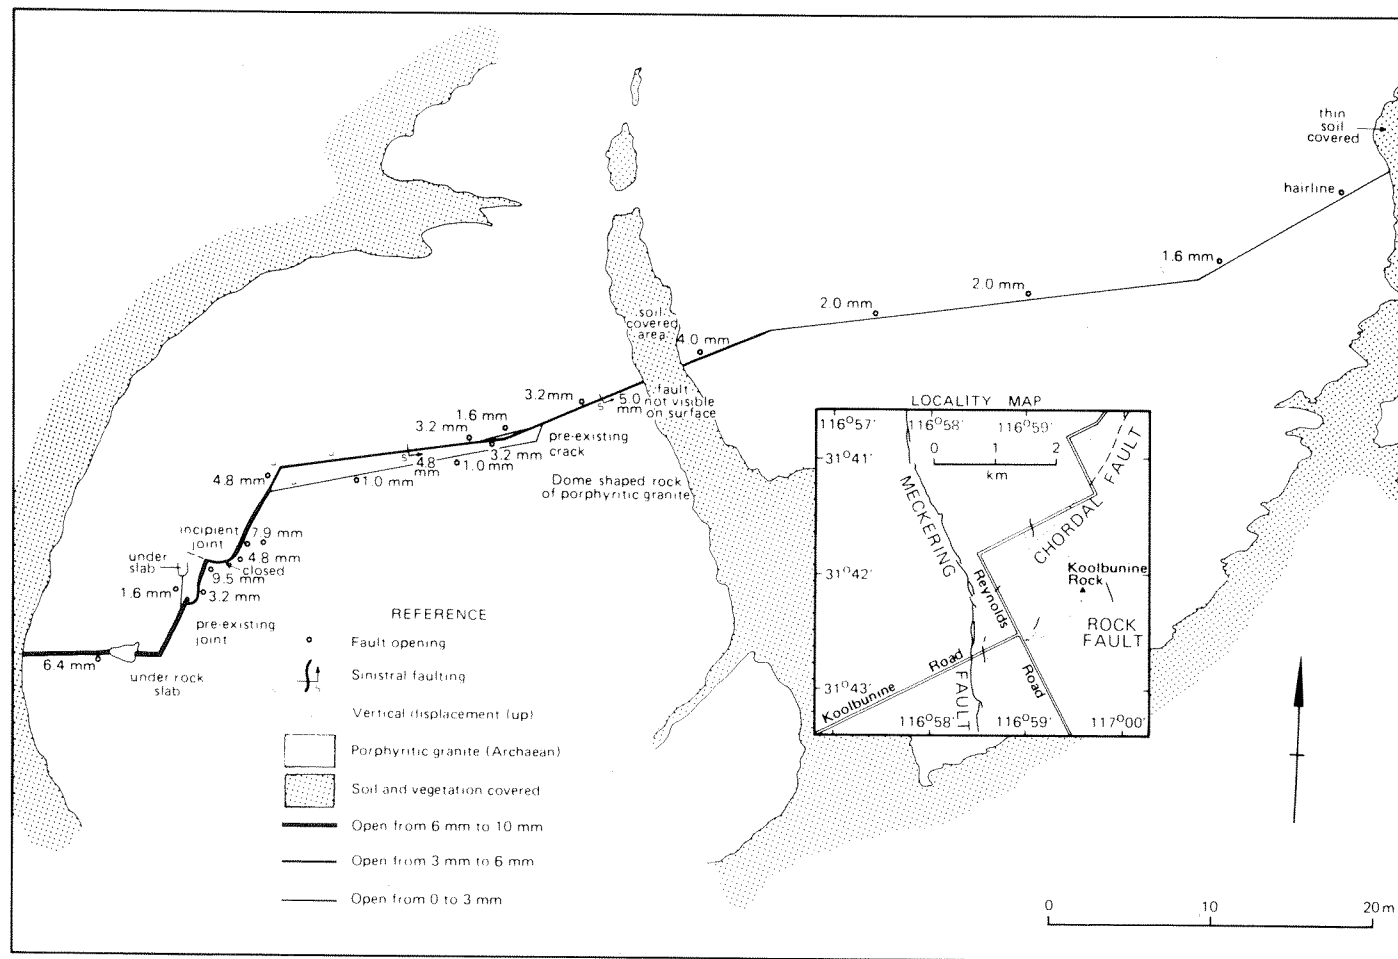 thin
soil
covered
hairline
1.6 mm
2.0 mm
2.0 mm
soil
covered
area
4.0 mm
3.2mm
S
5.0
mm
fault
not visible
on surface
1.6 mm
3.2 mm
S
4.8
mm
3.2 mm
1.0 mm
pre-existing
crack
4.8 mm
1.0 mm
Dome shaped rock
of porphyritic granite
incipient
joint
7.9 mm
under
slab
4.8 mm
closed
9.5 mm
1.6 mm
3.2 mm
pre-existing
joint
6.4 mm
under rock
slab
REFERENCE
Fault opening
S
Sinistral faulting
Vertical displacement (up)
Porphyritic granite (Archaean)
Soil and vegetation covered
Open from 6 mm to 10 mm
Open from 3 mm to 6 mm
Open from 0 to 3 mm
LOCALITY MAP
116°57'
116°58'
116°59'
0 1 2
km
31°41'
MECKERING
FAULT
CHORDAL FAULT
31°42'
Koolbunine
Rock
ROCK
FAULT
Reynolds
Road
Koolbunine Road
31°43'
116°58'
116°59'
117°00'
0 10 20m